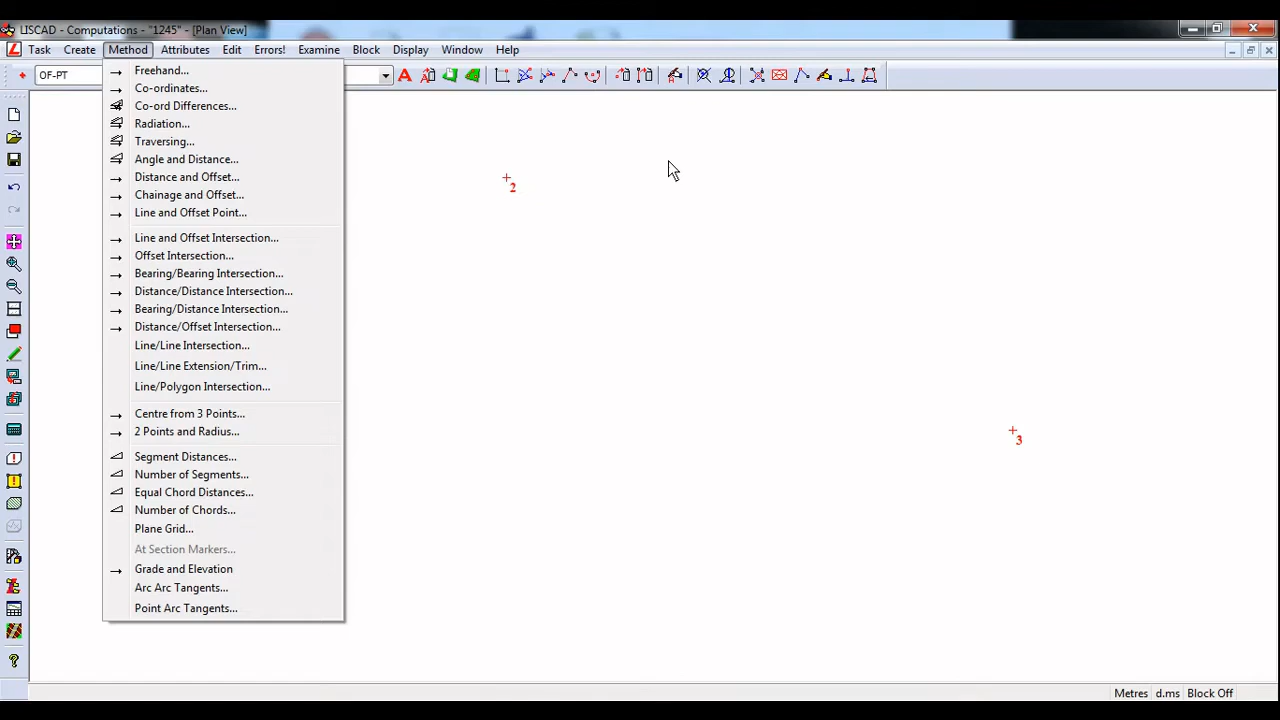 LISCAD - Computations - "1245" - [Plan View]
Task Create Method Attributes Edit Errors! Examine Block Display Window Help
OF-PT
Freehand...
Co-ordinates...
Co-ord Differences...
Radiation...
Traversing...
Angle and Distance...
Distance and Offset...
Chainage and Offset...
Line and Offset Point...
Line and Offset Intersection...
Offset Intersection...
Bearing/Bearing Intersection...
Distance/Distance Intersection...
Bearing/Distance Intersection...
Distance/Offset Intersection...
Line/Line Intersection...
Line/Line Extension/Trim...
Line/Polygon Intersection...
Centre from 3 Points...
2 Points and Radius...
Segment Distances...
Number of Segments...
Equal Chord Distances...
Number of Chords...
Plane Grid...
At Section Markers...
Grade and Elevation
Arc Arc Tangents...
Point Arc Tangents...
2
3
Metres d.ms Block Off